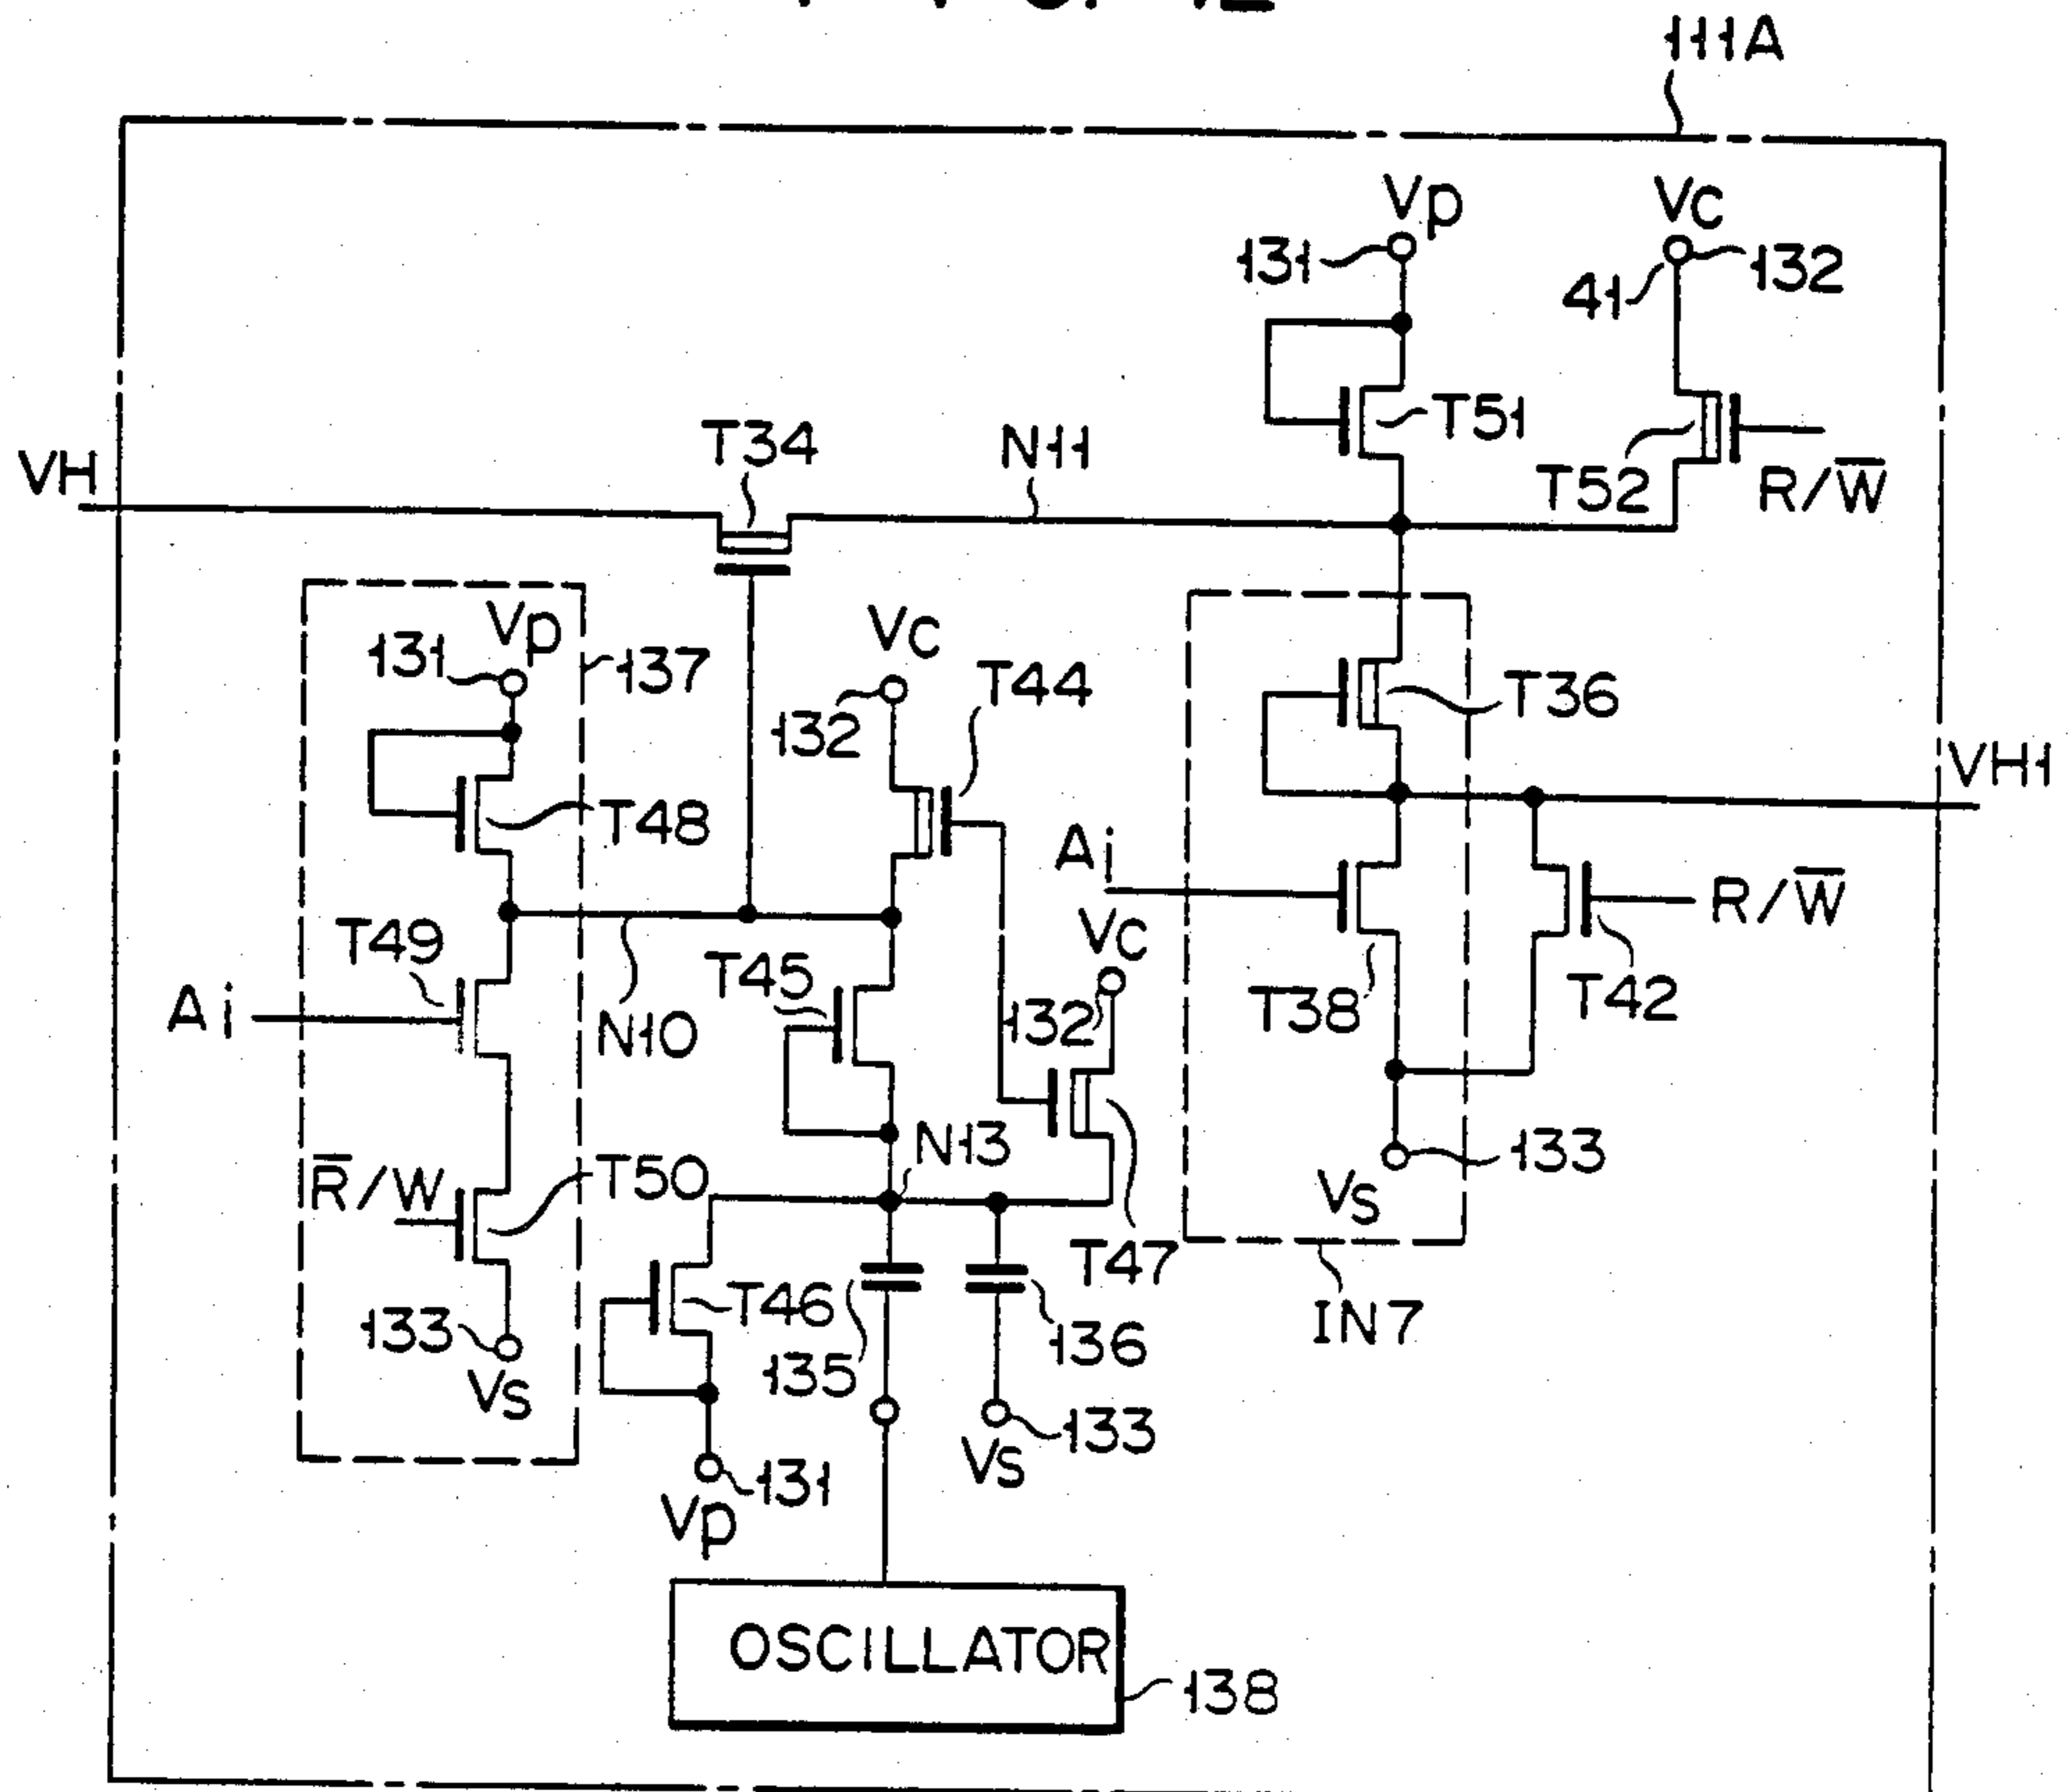 111A
Vp
Vc
131
41
132
T34
N11
T51
VH
T52
R/W̅
Vp
131
137
Vc
T44
T36
132
VH1
T48
Ai
R/W̅
T49
T45
Vc
Ai
N10
132
T38
T42
N13
133
R̅/W
T50
Vs
T47
T46
133
135
136
IN7
Vs
133
131
Vs
Vp
OSCILLATOR
138